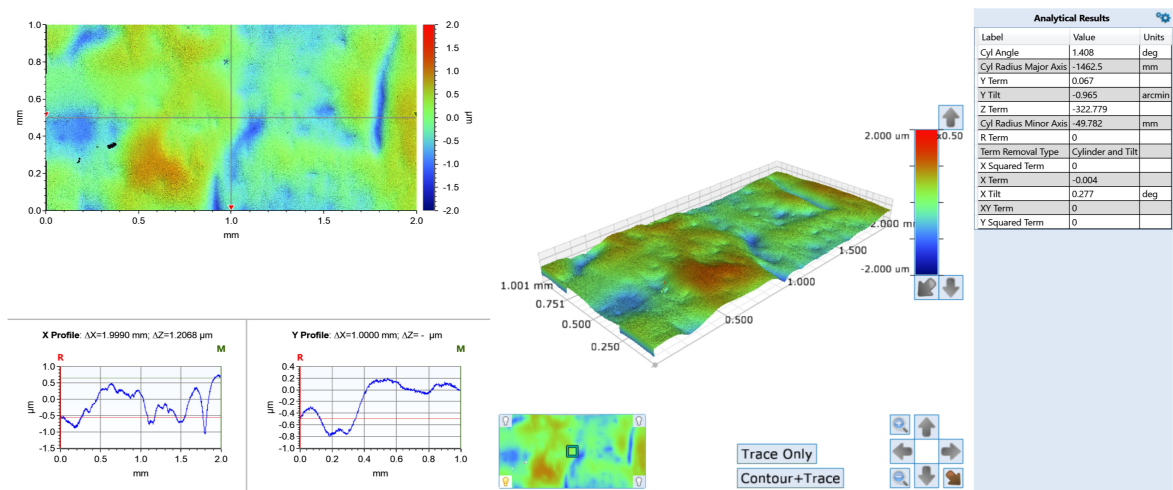 1.0
0.8
0.6
0.4
0.2
0.0
mm
0.0 0.5 1.0 1.5 2.0
mm
2.0
1.5
1.0
0.5
0.0
-0.5
-1.0
-1.5
-2.0
µm
X Profile: ΔX=1.9990 mm; ΔZ=1.2068 µm
R
M
1.0
0.5
0.0
-0.5
-1.0
-1.5
µm
0.0 0.5 1.0 1.5 2.0
mm
Y Profile: ΔX=1.0000 mm; ΔZ= - µm
R
M
0.4
0.2
0.0
-0.2
-0.4
-0.6
-0.8
-1.0
µm
0.0 0.2 0.4 0.6 0.8 1.0
mm
2.000 um
x0.50
2.000 mm
1.500
-2.000 um
1.000
0.500
1.001 mm
0.751
0.500
0.250
Trace Only
Contour+Trace
Analytical Results
Label Value Units
Cyl Angle 1.408 deg
Cyl Radius Major Axis -1462.5 mm
Y Term 0.067
Y Tilt -0.965 arcmin
Z Term -322.779
Cyl Radius Minor Axis -49.782 mm
R Term 0
Term Removal Type Cylinder and Tilt
X Squared Term 0
X Term -0.004
X Tilt 0.277 deg
XY Term 0
Y Squared Term 0